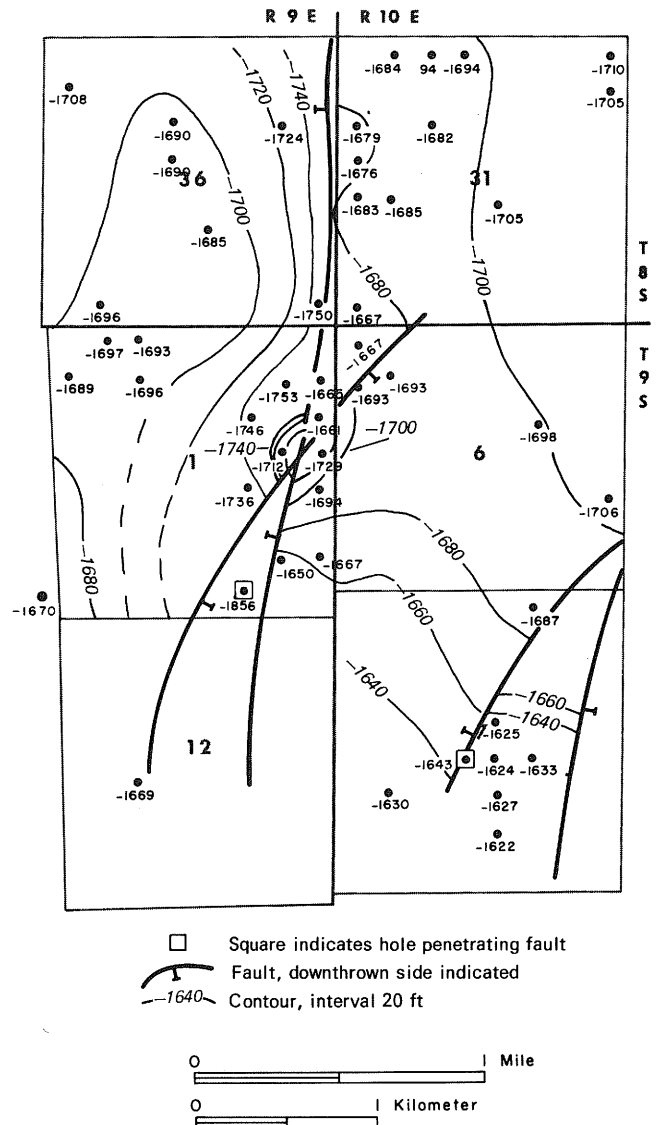 R 9 E R 10 E
-1684 94 -1694 -1710
-1720 -1740
-1708 -1705
-1690 -1724 -1679 -1682
-1699 -1676
36 31
-1700 -1683 -1685 -1705
-1685
T 8 S
-1680 -1700
-1696 -1750 -1667
-1697 -1693 -1667
T 9 S
-1689 -1696 -1753 -1665 -1693 -1693
-1746 -1661 -1700 -1698
-1740
1 -1712 -1729 6
-1736 -1694 -1706
-1680
-1680 -1650 -1667
-1670 -1856 -1660 -1687
-1640 -1660
-1640
12 -1625
-1643 -1624 -1633
-1669 -1630 -1627
-1622
Square indicates hole penetrating fault
Fault, downthrown side indicated
-1640 Contour, interval 20 ft
0 1 Mile
0 1 Kilometer